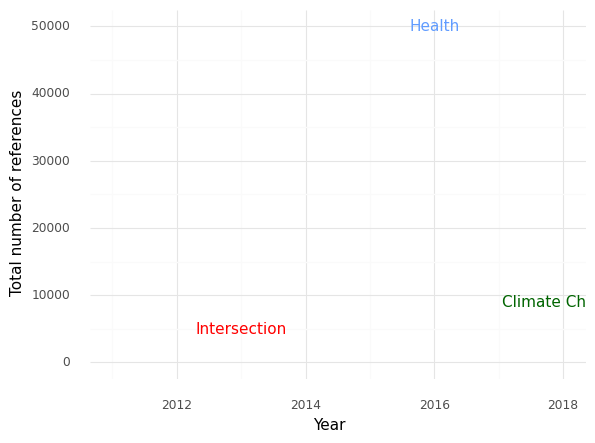 50000
Health
40000
30000
20000
10000
Climate Ch
Intersection
0
Total number of references
2012
2014
2016
2018
Year